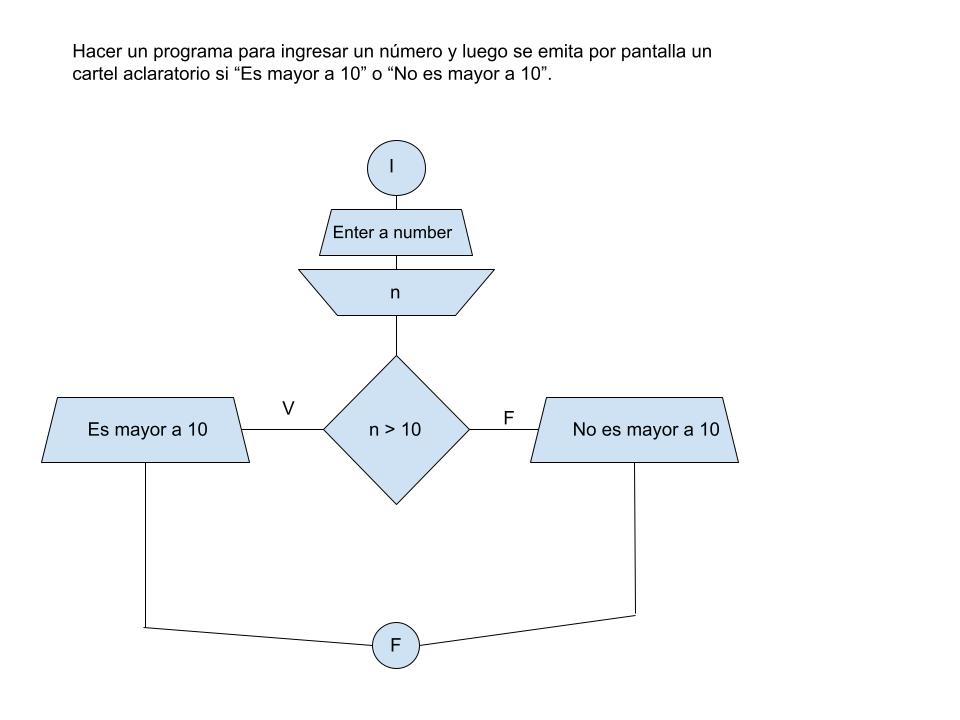 Hacer un programa para ingresar un número y luego se emita por pantalla un
cartel aclaratorio si “Es mayor a 10” o “No es mayor a 10”.
I
Enter a number
n
V
F
Es mayor a 10
n > 10
No es mayor a 10
F